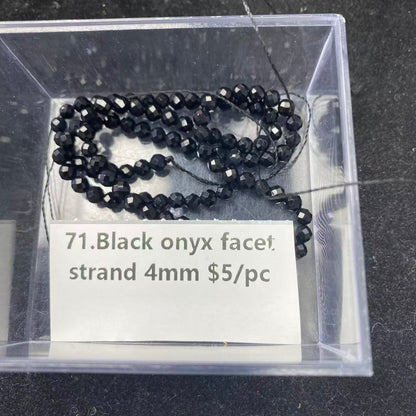 71.Black onyx facet
strand 4mm $5/pc